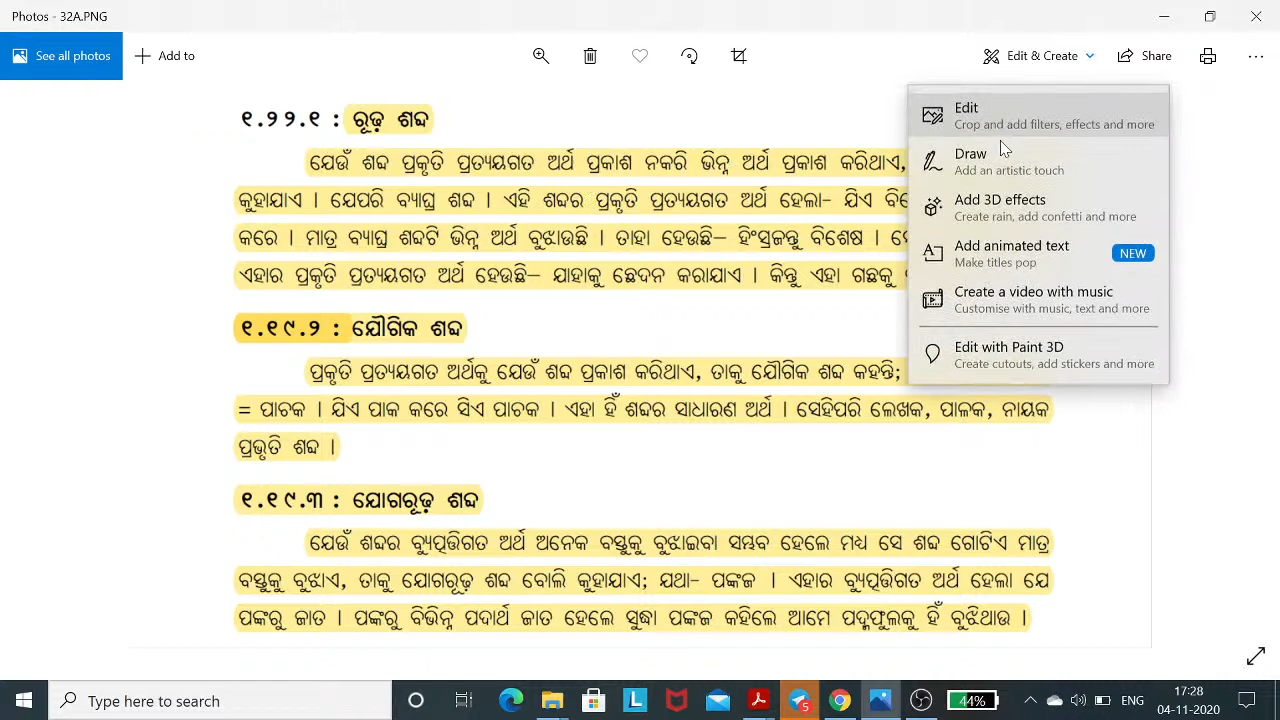 Photos - 32A.PNG
See all photos
Add to
Edit & Create
Share
Edit
Crop and add filters, effects and more
Draw
Add an artistic touch
Add 3D effects
Create rain, add confetti and more
Add animated text
Make titles pop
NEW
Create a video with music
Customise with music, text and more
Edit with Paint 3D
Create cutouts, add stickers and more
୧.୨୨.୧ : ରୂଢ଼ ଶବ୍ଦ
ଯେଉଁ ଶବ୍ଦ ପ୍ରକୃତି ପ୍ରତ୍ୟୟଗତ ଅର୍ଥ ପ୍ରକାଶ ନକରି ଭିନ୍ନ ଅର୍ଥ ପ୍ରକାଶ କରିଥାଏ,
କୁହାଯାଏ । ଯେପରି ବ୍ୟାଘ୍ର ଶବ୍ଦ । ଏହି ଶବ୍ଦର ପ୍ରକୃତି ପ୍ରତ୍ୟୟଗତ ଅର୍ଥ ହେଲା- ଯିଏ
କରେ । ମାତ୍ର ବ୍ୟାଘ୍ର ଶବ୍ଦଟି ଭିନ୍ନ ଅର୍ଥ ବୁଝାଉଛି । ତାହା ହେଉଛି– ହିଂସ୍ରଜନ୍ତୁ ବିଶେଷ ।
ଏହାର ପ୍ରକୃତି ପ୍ରତ୍ୟୟଗତ ଅର୍ଥ ହେଉଛି– ଯାହାକୁ ଛେଦନ କରାଯାଏ । କିନ୍ତୁ ଏହା ଗଛକୁ
୧.୧୯.୨ : ଯୌଗିକ ଶବ୍ଦ
ପ୍ରକୃତି ପ୍ରତ୍ୟୟଗତ ଅର୍ଥକୁ ଯେଉଁ ଶବ୍ଦ ପ୍ରକାଶ କରିଥାଏ, ତାକୁ ଯୌଗିକ ଶବ୍ଦ କହନ୍ତି;
= ପାଚକ । ଯିଏ ପାକ କରେ ସିଏ ପାଚକ । ଏହା ହିଁ ଶବ୍ଦର ସାଧାରଣ ଅର୍ଥ । ସେହିପରି ଲେଖକ, ପାଳକ, ନାୟକ
ପ୍ରଭୃତି ଶବ୍ଦ ।
୧.୧୯.୩ : ଯୋଗରୂଢ଼ ଶବ୍ଦ
ଯେଉଁ ଶବ୍ଦର ବ୍ୟୁତ୍ପତ୍ତିଗତ ଅର୍ଥ ଅନେକ ବସ୍ତୁକୁ ବୁଝାଇବା ସମ୍ଭବ ହେଲେ ମଧ୍ୟ ସେ ଶବ୍ଦ ଗୋଟିଏ ମାତ୍ର
ବସ୍ତୁକୁ ବୁଝାଏ, ତାକୁ ଯୋଗରୂଢ଼ ଶବ୍ଦ ବୋଲି କୁହାଯାଏ; ଯଥା- ପଙ୍କଜ । ଏହାର ବ୍ୟୁତ୍ପତ୍ତିଗତ ଅର୍ଥ ହେଲା ଯେ
ପଙ୍କରୁ ଜାତ । ପଙ୍କରୁ ବିଭିନ୍ନ ପଦାର୍ଥ ଜାତ ହେଲେ ସୁଦ୍ଧା ପଙ୍କଜ କହିଲେ ଆମେ ପଦ୍ମଫୁଲକୁ ହିଁ ବୁଝିଥାଉ ।
Type here to search
5
44%
ENG
17:28
04-11-2020